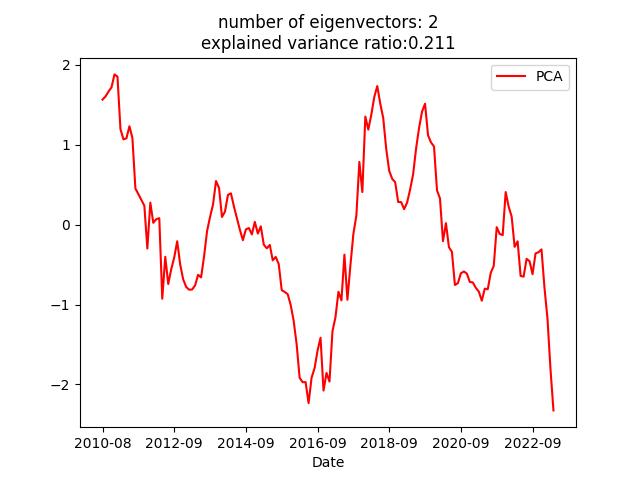 number of eigenvectors: 2
explained variance ratio:0.211
PCA
2
1
0
−1
−2
2010-08 2012-09 2014-09 2016-09 2018-09 2020-09 2022-09
Date